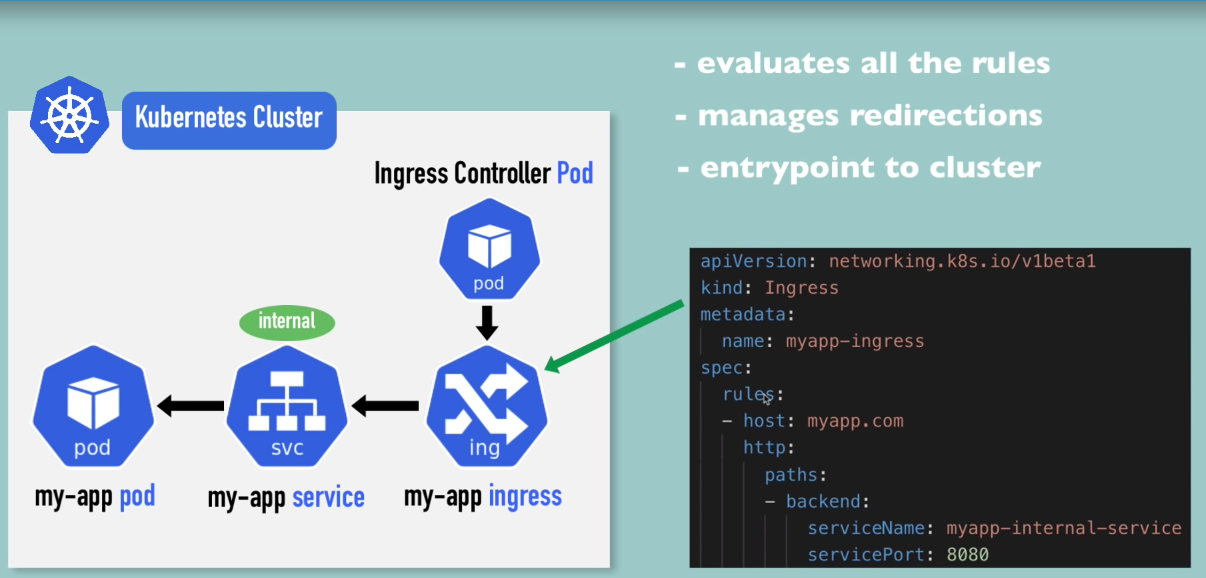 - evaluates all the rules
- manages redirections
- entrypoint to cluster
Kubernetes Cluster
Ingress Controller Pod
pod
internal
pod
svc
ing
my-app pod
my-app service
my-app ingress
apiVersion: networking.k8s.io/v1beta1
kind: Ingress
metadata:
  name: myapp-ingress
spec:
  rules:
  - host: myapp.com
    http:
      paths:
      - backend:
          serviceName: myapp-internal-service
          servicePort: 8080